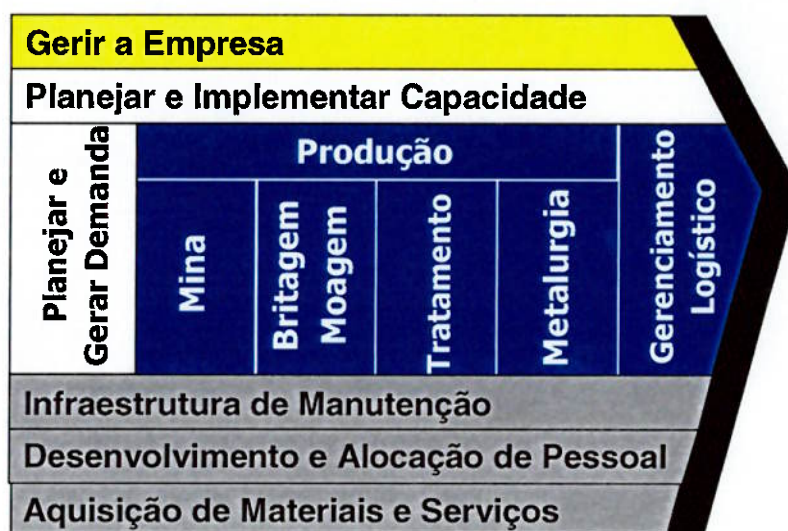 Gerir a Empresa
Planejar e Implementar Capacidade
Planejar e
Gerar Demanda
Produção
Mina
Britagem
Moagem
Tratamento
Metalurgia
Gerenciamento
Logístico
Infraestrutura de Manutenção
Desenvolvimento e Alocação de Pessoal
Aquisição de Materiais e Serviços